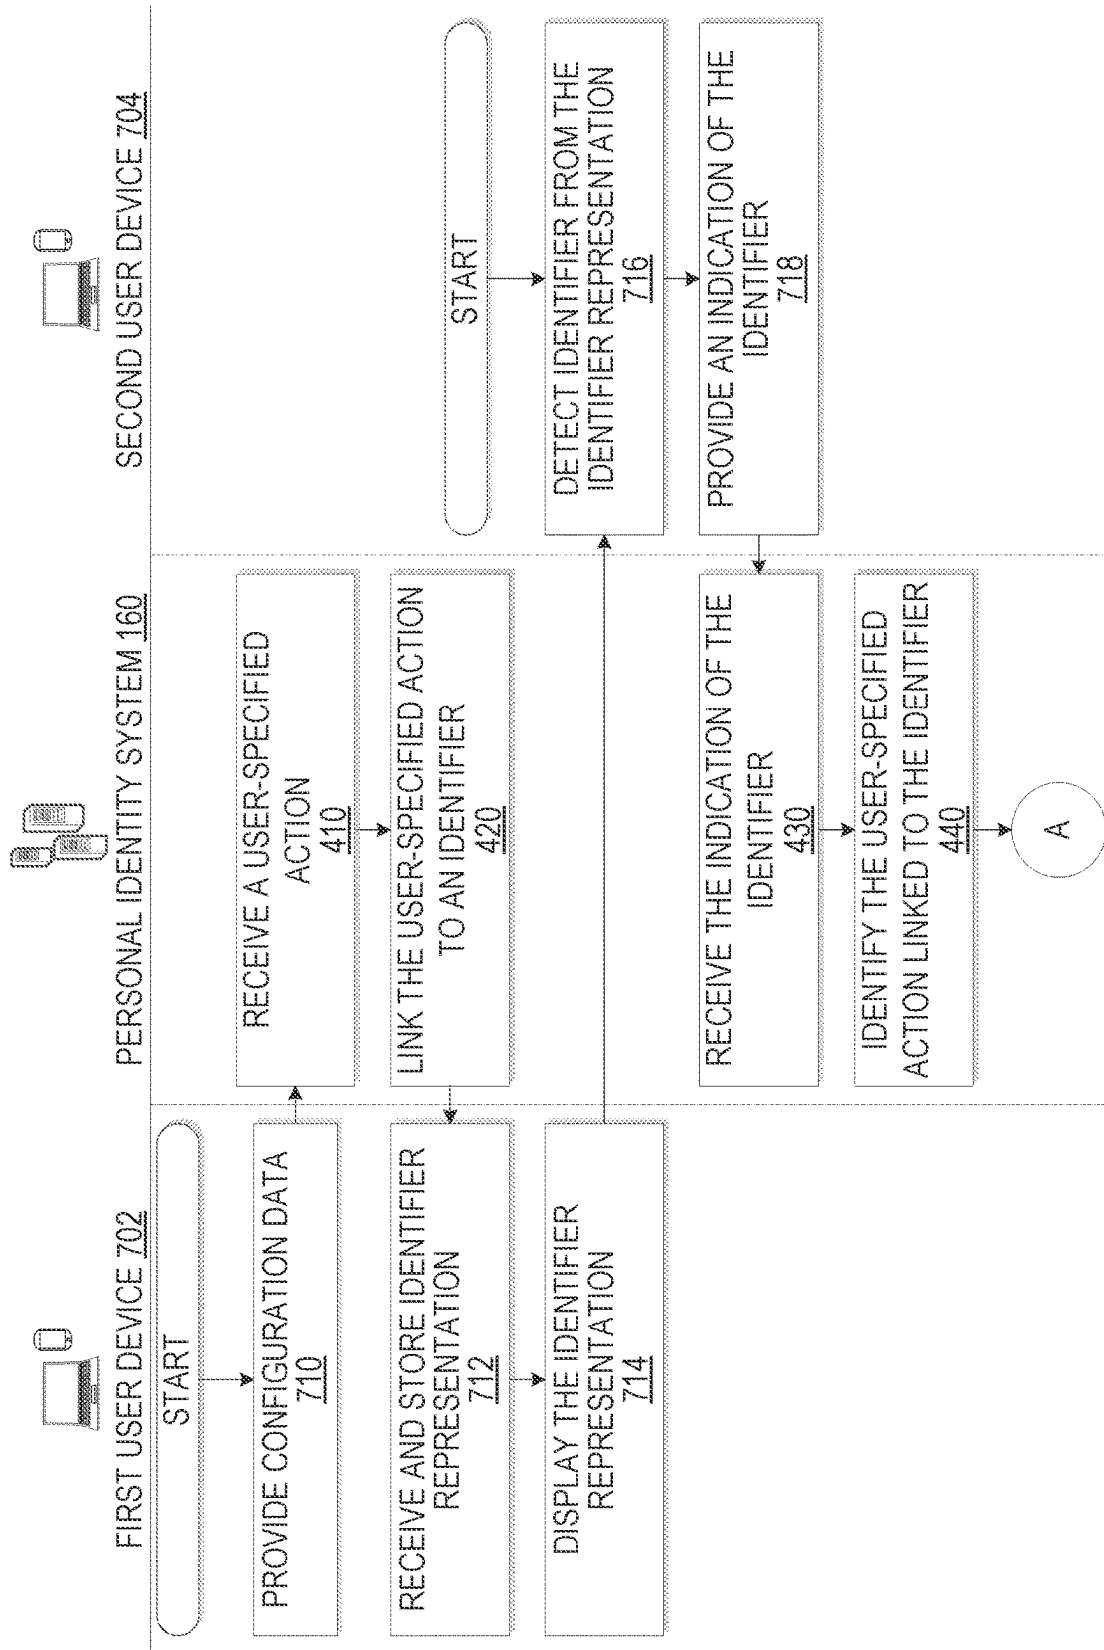 FIRST USER DEVICE 702
START
PROVIDE CONFIGURATION DATA
710
RECEIVE AND STORE IDENTIFIER
REPRESENTATION
712
DISPLAY THE IDENTIFIER
REPRESENTATION
714
PERSONAL IDENTITY SYSTEM 160
RECEIVE A USER-SPECIFIED
ACTION
410
LINK THE USER-SPECIFIED ACTION
TO AN IDENTIFIER
420
RECEIVE THE INDICATION OF THE
IDENTIFIER
430
IDENTIFY THE USER-SPECIFIED
ACTION LINKED TO THE IDENTIFIER
440
A
SECOND USER DEVICE 704
START
DETECT IDENTIFIER FROM THE
IDENTIFIER REPRESENTATION
716
PROVIDE AN INDICATION OF THE
IDENTIFIER
718